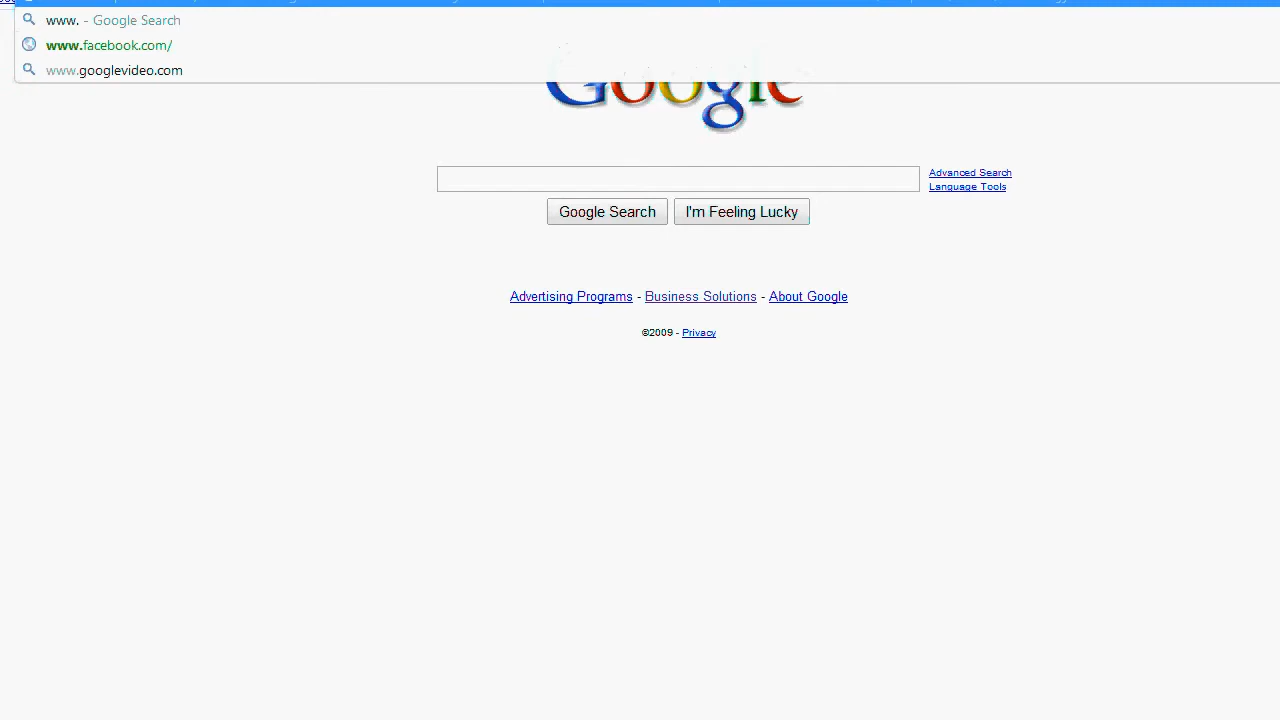 www. - Google Search
www.facebook.com/
www.googlevideo.com
Google
Advanced Search
Language Tools
Google Search
I'm Feeling Lucky
Advertising Programs - Business Solutions - About Google
©2009 - Privacy